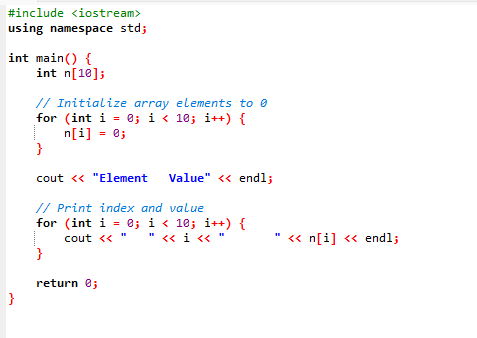 #include <iostream>
using namespace std;

int main() {
    int n[10];

    // Initialize array elements to 0
    for (int i = 0; i < 10; i++) {
        n[i] = 0;
    }

    cout << "Element   Value" << endl;

    // Print index and value
    for (int i = 0; i < 10; i++) {
        cout << "   " << i << "       " << n[i] << endl;
    }

    return 0;
}